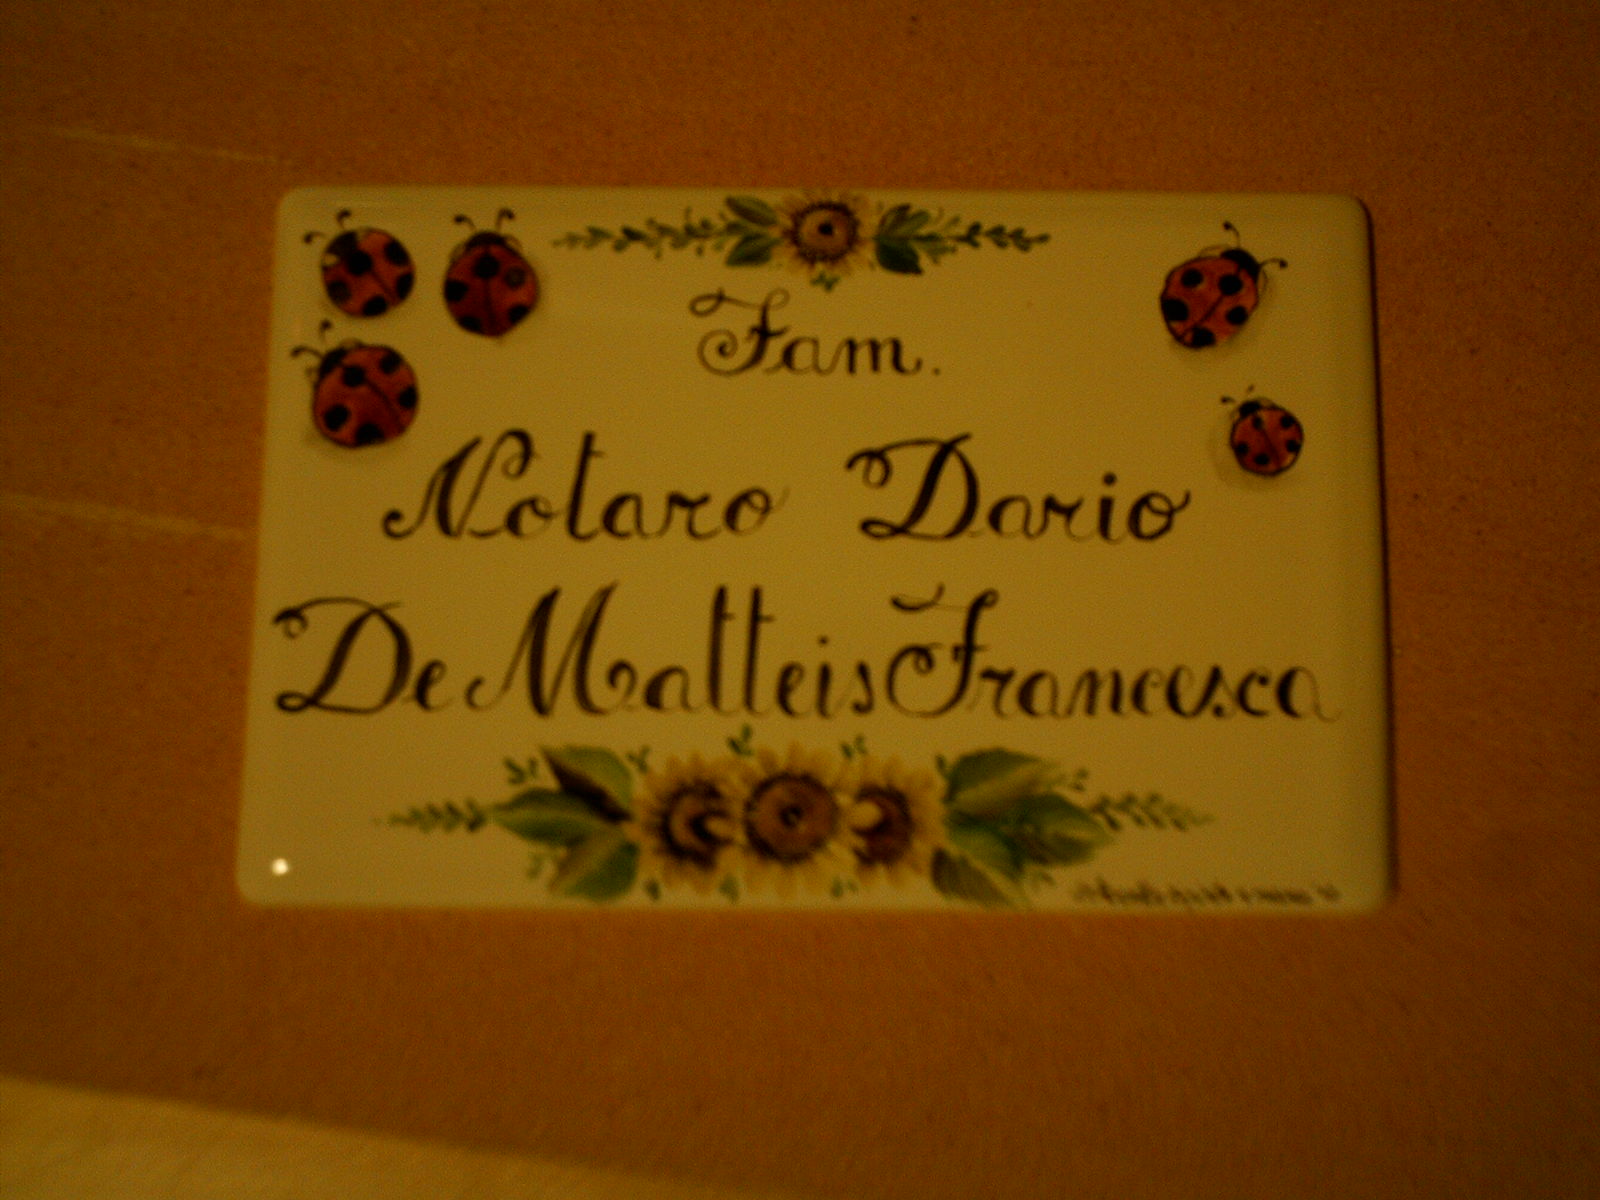 Fam.
Notaro Dario
De Matteis Francesca